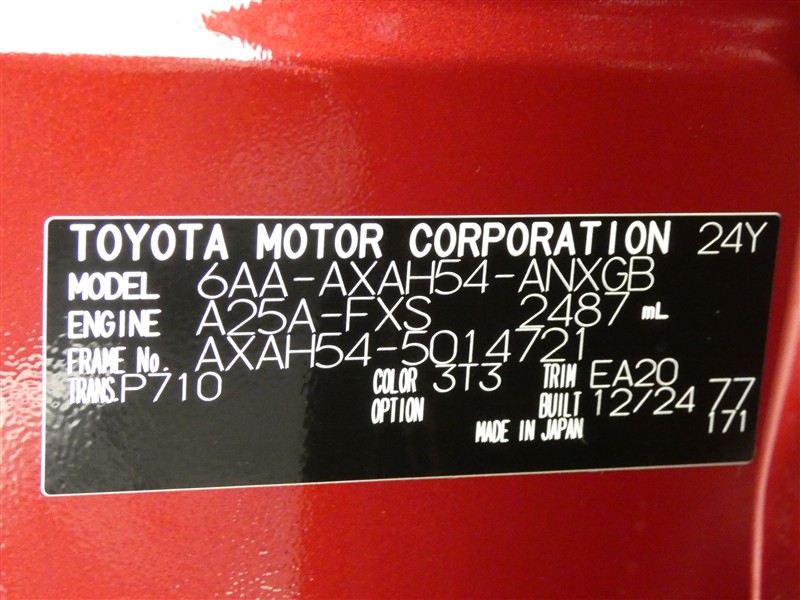 TOYOTA MOTOR CORPORATION 24Y
MODEL 6AA-AXAH54-ANXGB
ENGINE A25A-FXS 2487 mL
FRAME No. AXAH54-5014721
TRANS. P710 COLOR 3T3 TRIM EA20
OPTION BUILT 12/24 77
MADE IN JAPAN 171